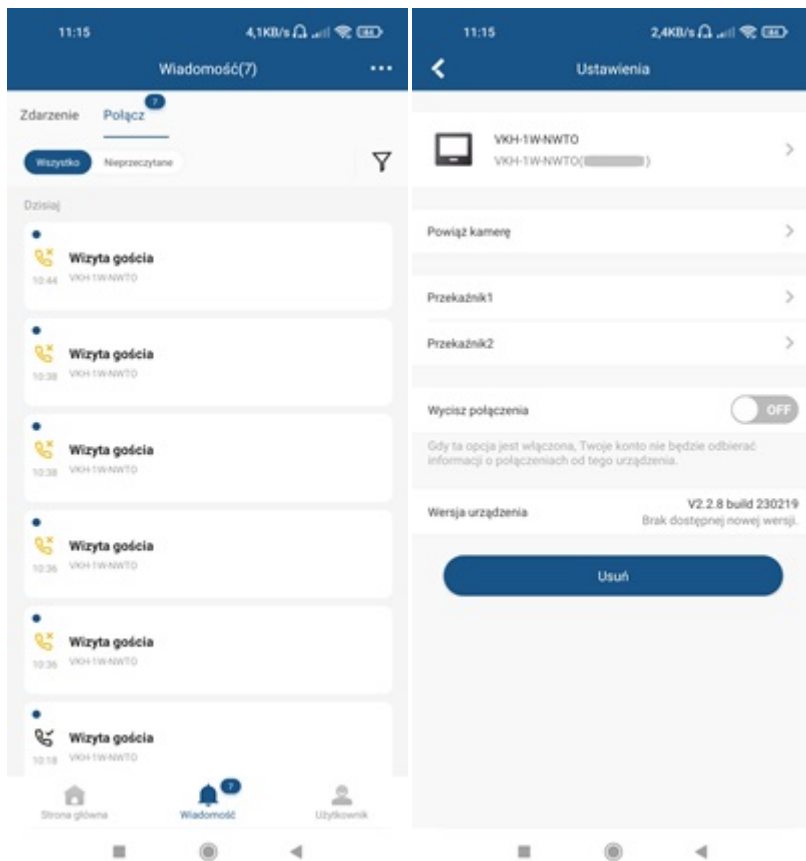 11:15
4,1KB/s
Wiadomość(7)
Zdarzenie
Połącz
7
Wszystko
Nieprzeczytane
Dzisiaj
Wizyta gościa
10:44 VKH-1W-NWTO
Wizyta gościa
10:38 VKH-1W-NWTO
Wizyta gościa
10:38 VKH-1W-NWTO
Wizyta gościa
10:36 VKH-1W-NWTO
Wizyta gościa
10:36 VKH-1W-NWTO
Wizyta gościa
10:18 VKH-1W-NWTO
7
Strona główna
Wiadomość
Użytkownik
11:15
2,4KB/s
Ustawienia
VKH-1W-NWTO
VKH-1W-NWTO( )
Powiąż kamerę
Przekaźnik1
Przekaźnik2
Wycisz połączenia
OFF
Gdy ta opcja jest włączona, Twoje konto nie będzie odbierać
informacji o połączeniach od tego urządzenia.
Wersja urządzenia
V2.2.8 build 230219
Brak dostępnej nowej wersji.
Usuń